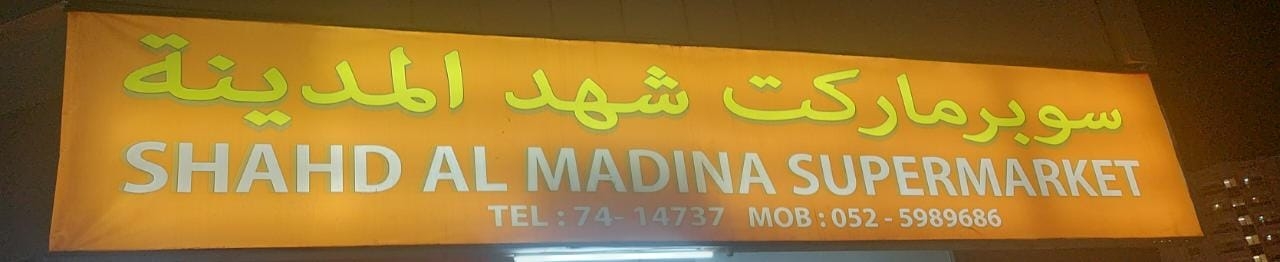 سوبرماركت شهد المدينة
SHAHD AL MADINA SUPERMARKET
TEL : 74- 14737 MOB : 052 - 5989686